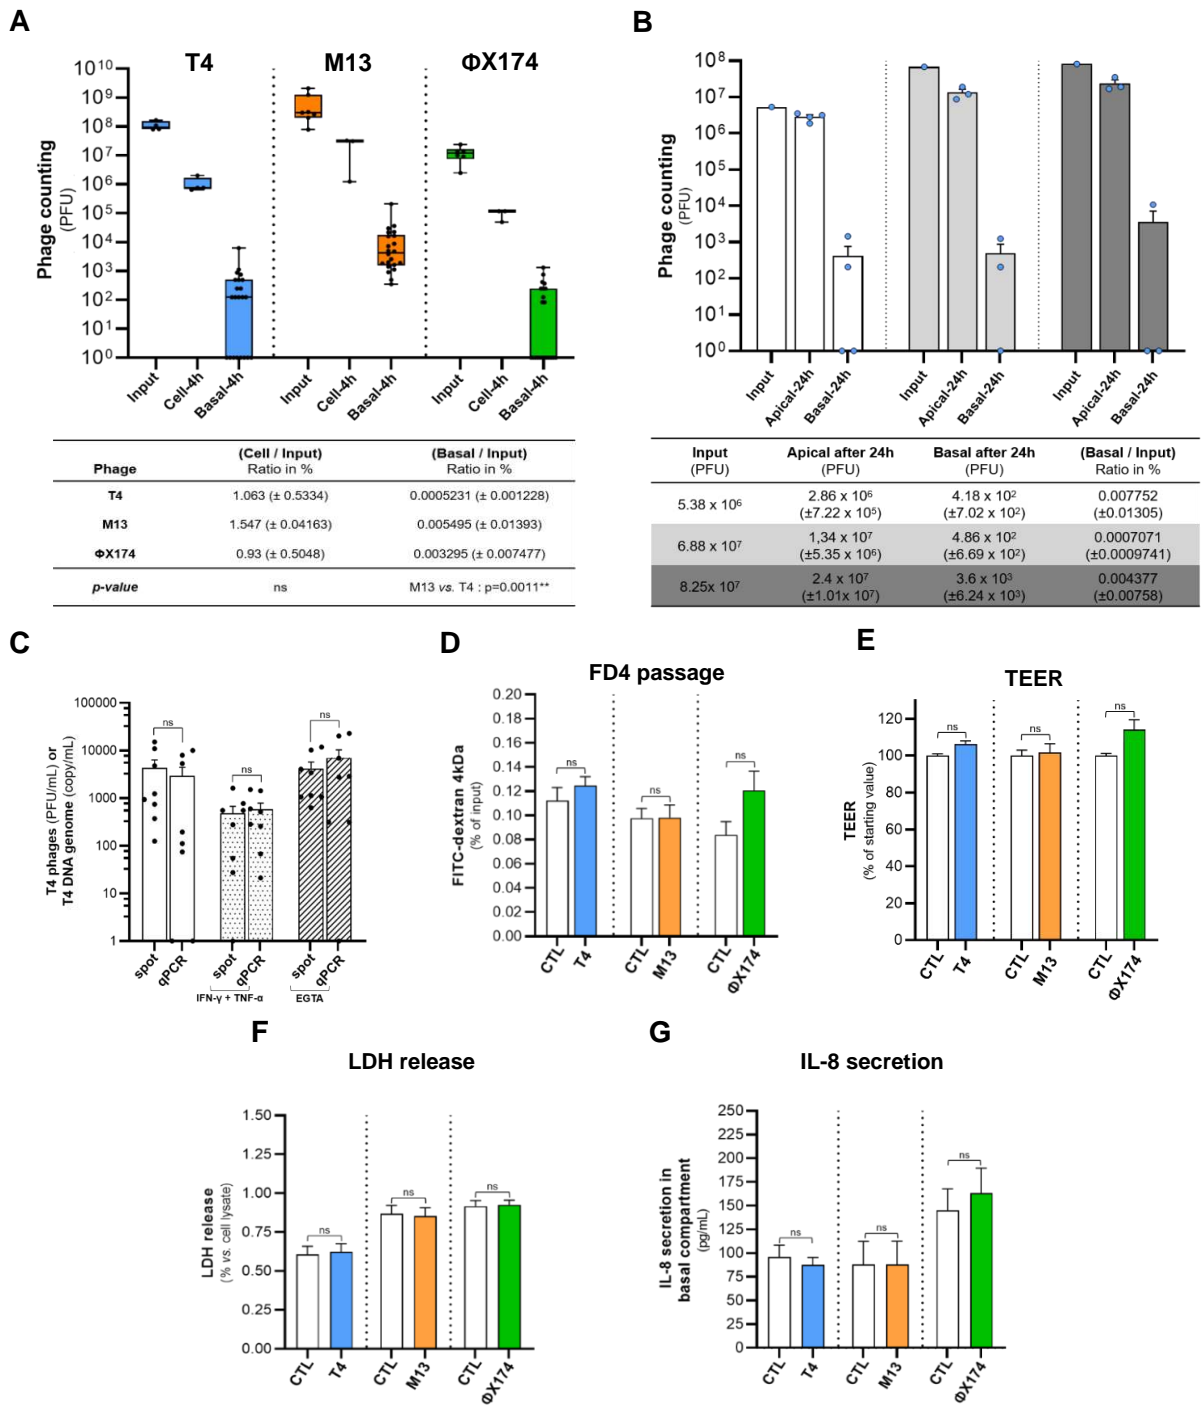 A
T4
M13
ΦX174
10^10
10^9
10^8
10^7
10^6
10^5
10^4
10^3
10^2
10^1
10^0
Phage counting
(PFU)
Input
Cell-4h
Basal-4h
Input
Cell-4h
Basal-4h
Input
Cell-4h
Basal-4h
Phage (Cell / Input) Ratio in % (Basal / Input) Ratio in %
T4 1.063 (± 0.5334) 0.0005231 (± 0.001228)
M13 1.547 (± 0.04163) 0.005495 (± 0.01393)
ΦX174 0.93 (± 0.5048) 0.003295 (± 0.007477)
p-value ns M13 vs. T4 : p=0.0011**
B
10^8
10^7
10^6
10^5
10^4
10^3
10^2
10^1
10^0
Phage counting
(PFU)
Input
Apical-24h
Basal-24h
Input
Apical-24h
Basal-24h
Input
Apical-24h
Basal-24h
Input Apical after 24h Basal after 24h (Basal / Input)
(PFU) (PFU) (PFU) Ratio in %
5.38 x 10^6 2.86 x 10^6 4.18 x 10^2 0.007752
(±7.22 x 10^5) (±7.02 x 10^2) (±0.01305)
6.88 x 10^7 1,34 x 10^7 4.86 x 10^2 0.0007071
(±5.35 x 10^6) (±6.69 x 10^2) (±0.0009741)
8.25x 10^7 2.4 x 10^7 3.6 x 10^3 0.004377
(±1.01x 10^7) (±6.24 x 10^3) (±0.00758)
C
100000
10000
1000
100
10
1
T4 phages (PFU/mL) or
T4 DNA genome (copy/mL)
ns
ns
ns
spot
qPCR
spot
qPCR
spot
qPCR
IFN-γ + TNF-α
EGTA
D
FD4 passage
0.20
0.18
0.16
0.14
0.12
0.10
0.08
0.06
0.04
0.02
0.00
FITC-dextran 4kDa
(% of input)
ns
ns
ns
CTL
T4
CTL
M13
CTL
ΦX174
E
TEER
120
100
80
60
40
20
0
TEER
(% of starting value)
ns
ns
ns
CTL
T4
CTL
M13
CTL
ΦX174
F
LDH release
1.50
1.25
1.00
0.75
0.50
0.25
0.00
LDH release
(% vs. cell lysate)
ns
ns
ns
CTL
T4
CTL
M13
CTL
ΦX174
G
IL-8 secretion
250
225
200
175
150
125
100
75
50
25
0
IL-8 secretion in
basal compartment
(pg/mL)
ns
ns
ns
CTL
T4
CTL
M13
CTL
ΦX174